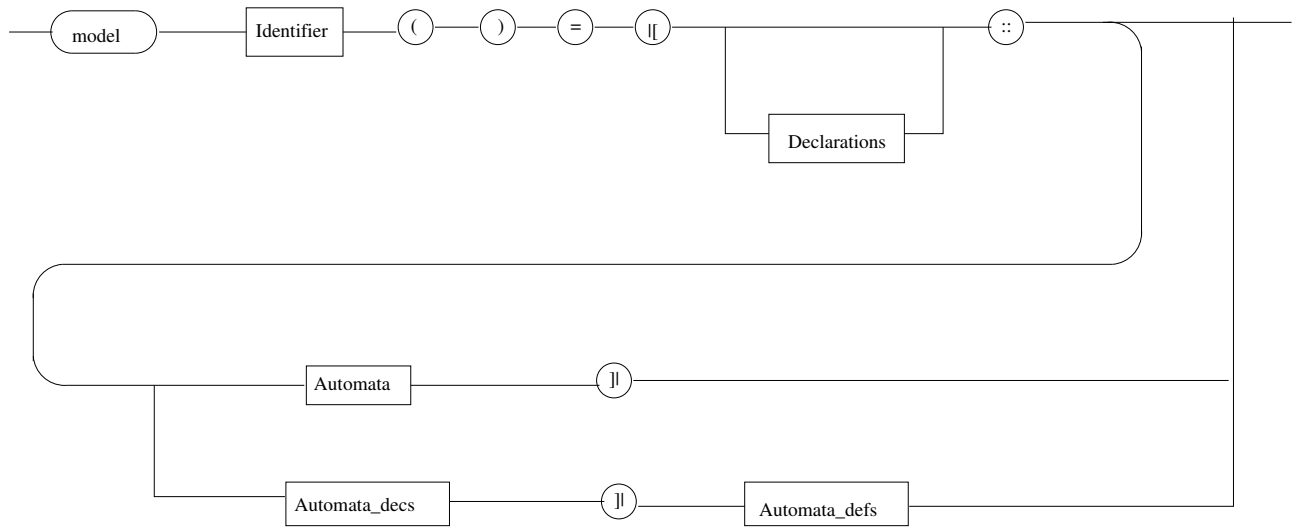 model Identifier ( ) = |[ ::
Declarations
Automata ]|
Automata_decs ]| Automata_defs